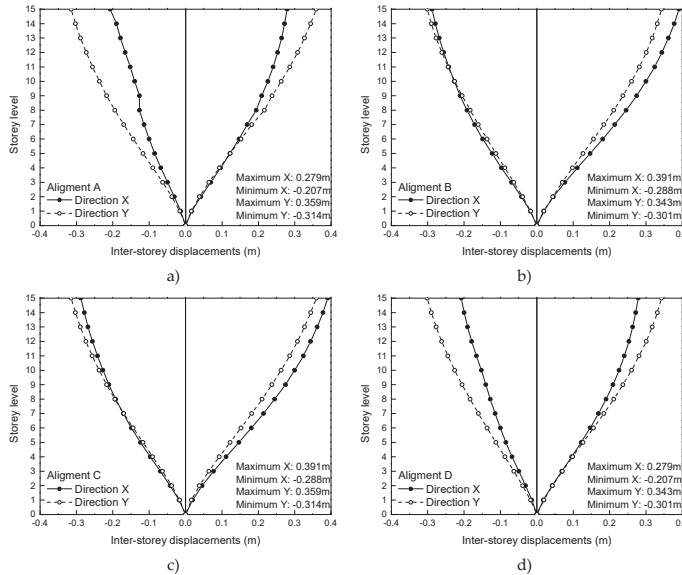 15
14
13
12
11
10
9
8
7
6
5
4
3
2
1
0
Storey level
Aligment A
Direction X
Direction Y
Maximum X: 0.279m
Minimum X: -0.207m
Maximum Y: 0.359m
Minimum Y: -0.314m
-0.4 -0.3 -0.2 -0.1 0.0 0.1 0.2 0.3 0.4
Inter-storey displacements (m)
a)
15
14
13
12
11
10
9
8
7
6
5
4
3
2
1
0
Storey level
Aligment B
Direction X
Direction Y
Maximum X: 0.391m
Minimum X: -0.288m
Maximum Y: 0.343m
Minimum Y: -0.301m
-0.4 -0.3 -0.2 -0.1 0.0 0.1 0.2 0.3 0.4
Inter-storey displacements (m)
b)
15
14
13
12
11
10
9
8
7
6
5
4
3
2
1
0
Storey level
Aligment C
Direction X
Direction Y
Maximum X: 0.391m
Minimum X: -0.288m
Maximum Y: 0.359m
Minimum Y: -0.314m
-0.4 -0.3 -0.2 -0.1 0.0 0.1 0.2 0.3 0.4
Inter-storey displacements (m)
c)
15
14
13
12
11
10
9
8
7
6
5
4
3
2
1
0
Storey level
Aligment D
Direction X
Direction Y
Maximum X: 0.279m
Minimum X: -0.207m
Maximum Y: 0.343m
Minimum Y: -0.301m
-0.4 -0.3 -0.2 -0.1 0.0 0.1 0.2 0.3 0.4
Inter-storey displacements (m)
d)